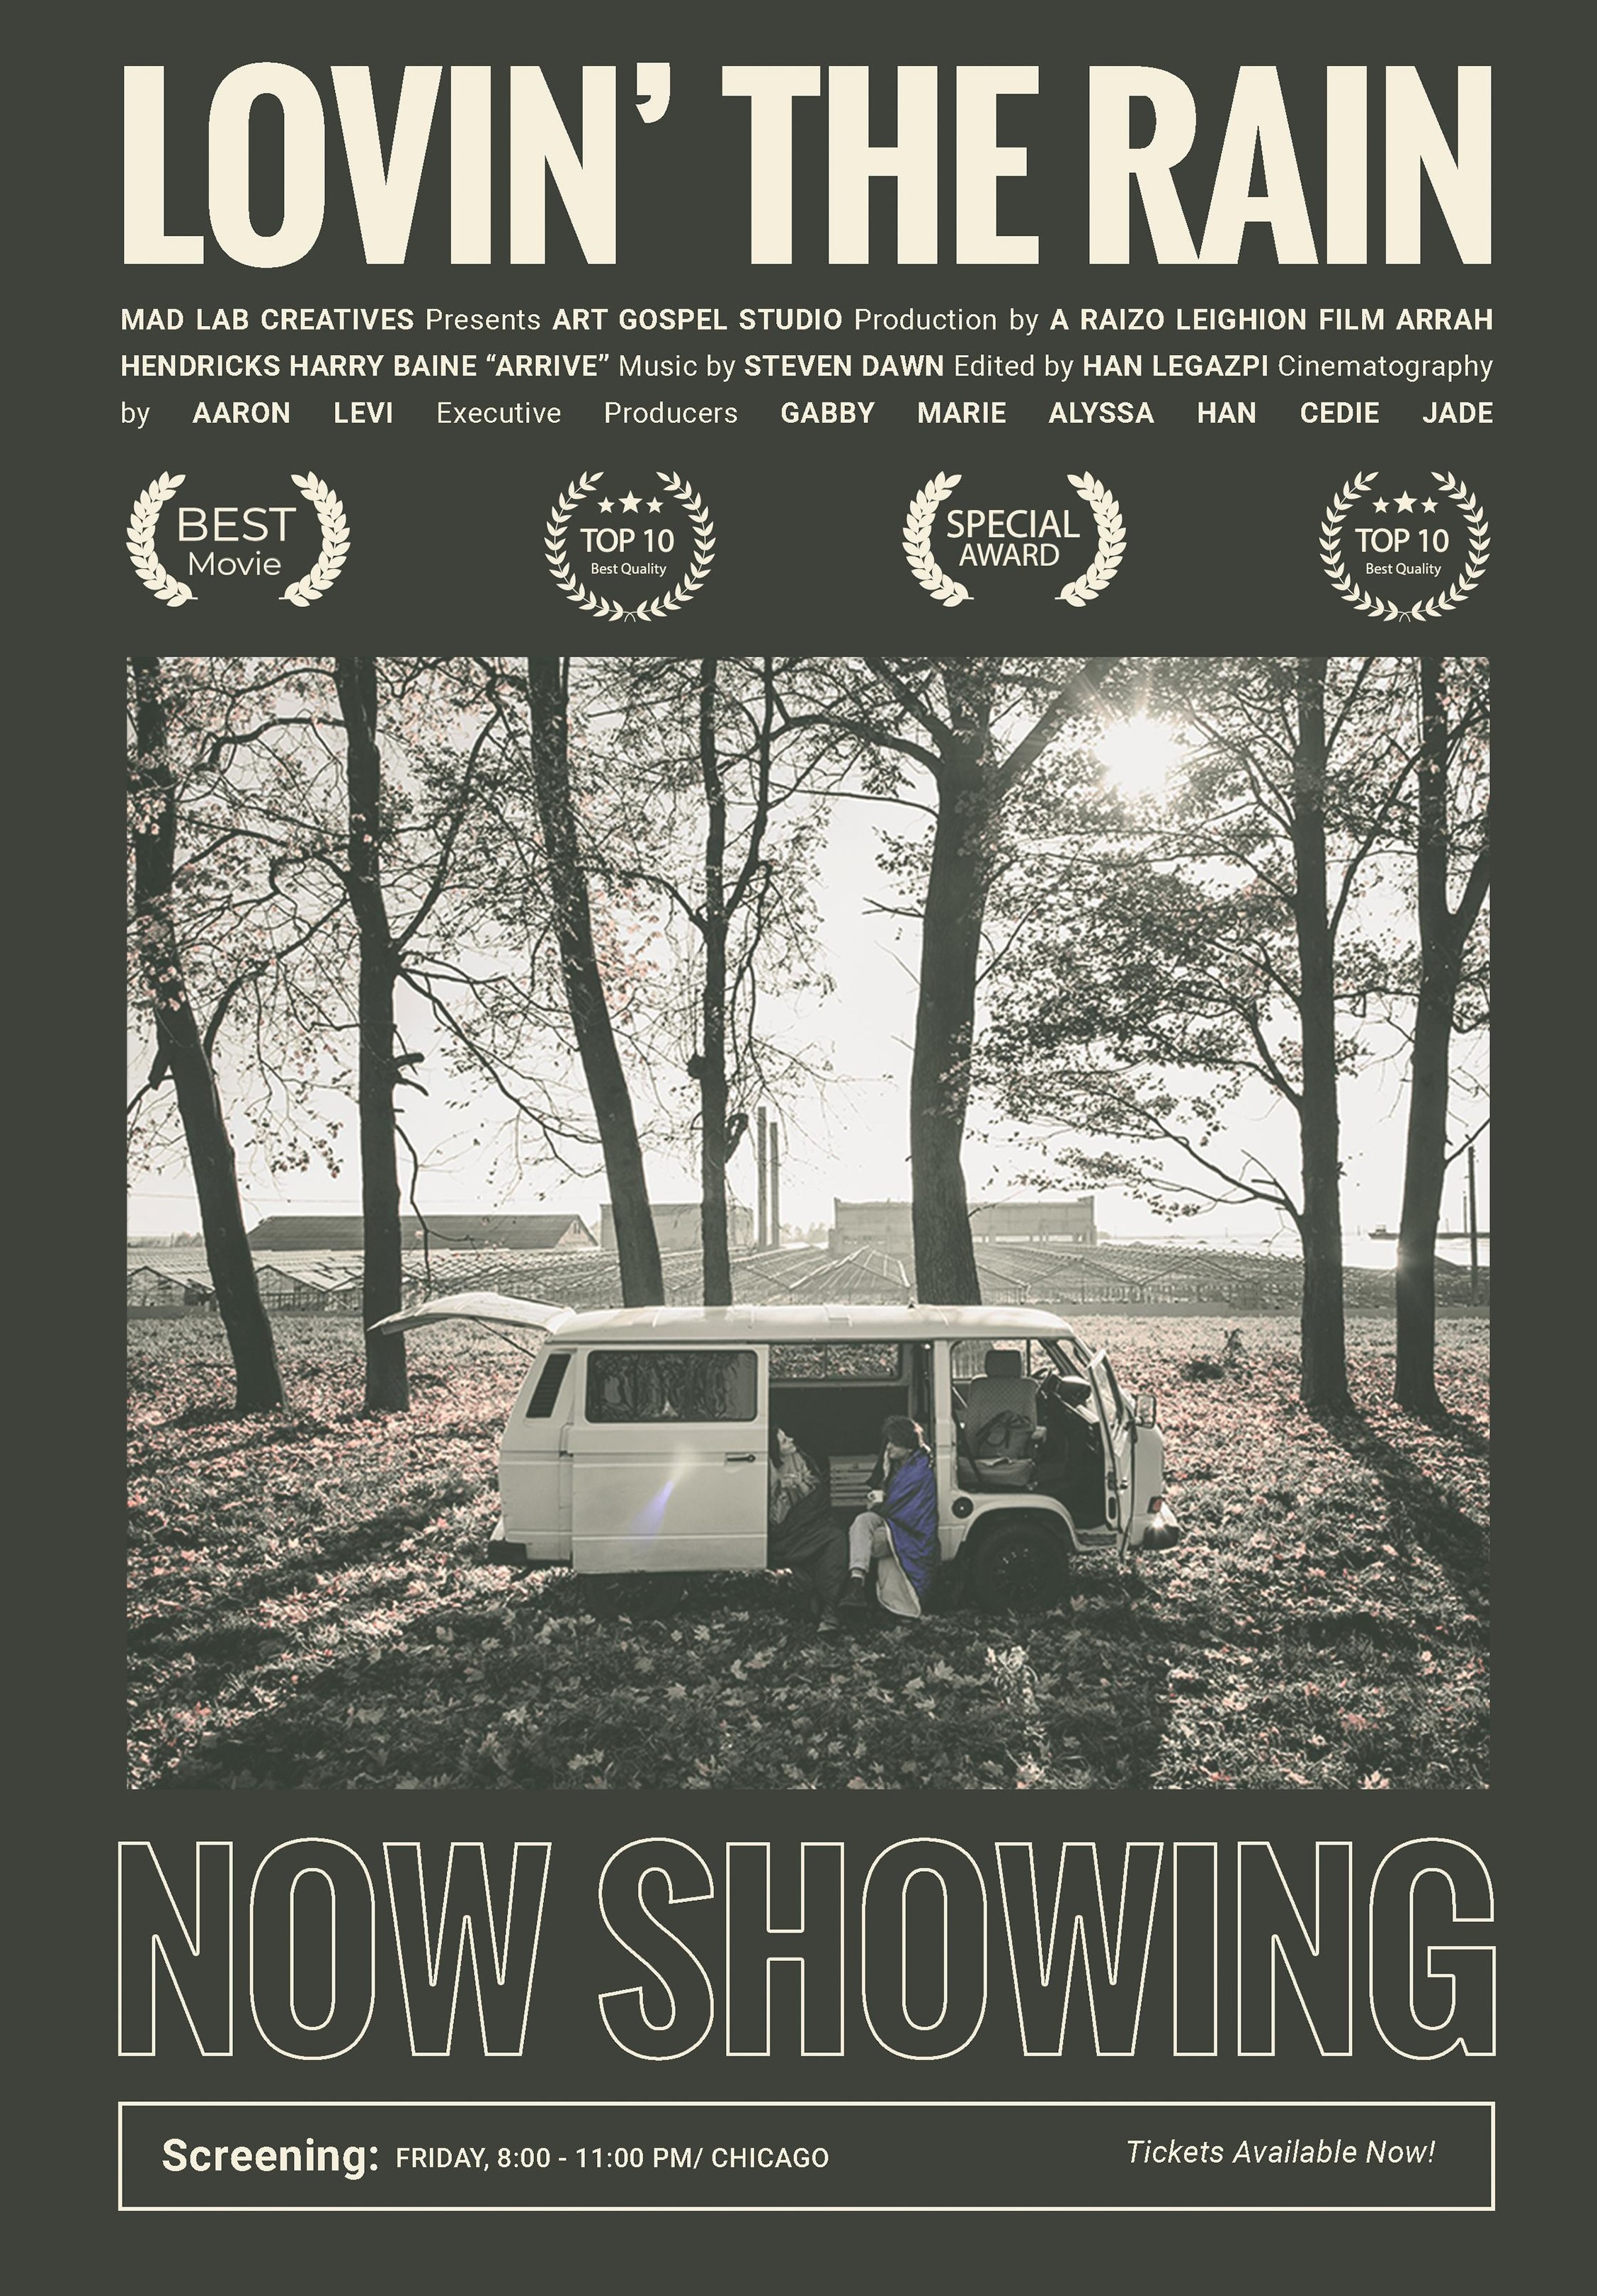 LOVIN’ THE RAIN
MAD LAB CREATIVES Presents ART GOSPEL STUDIO Production by A RAIZO LEIGHION FILM ARRAH
HENDRICKS HARRY BAINE “ARRIVE” Music by STEVEN DAWN Edited by HAN LEGAZPI Cinematography
by AARON LEVI Executive Producers GABBY MARIE ALYSSA HAN CEDIE JADE
BEST
Movie
TOP 10
Best Quality
SPECIAL
AWARD
TOP 10
Best Quality
NOW SHOWING
Screening: FRIDAY, 8:00 - 11:00 PM/ CHICAGO
Tickets Available Now!